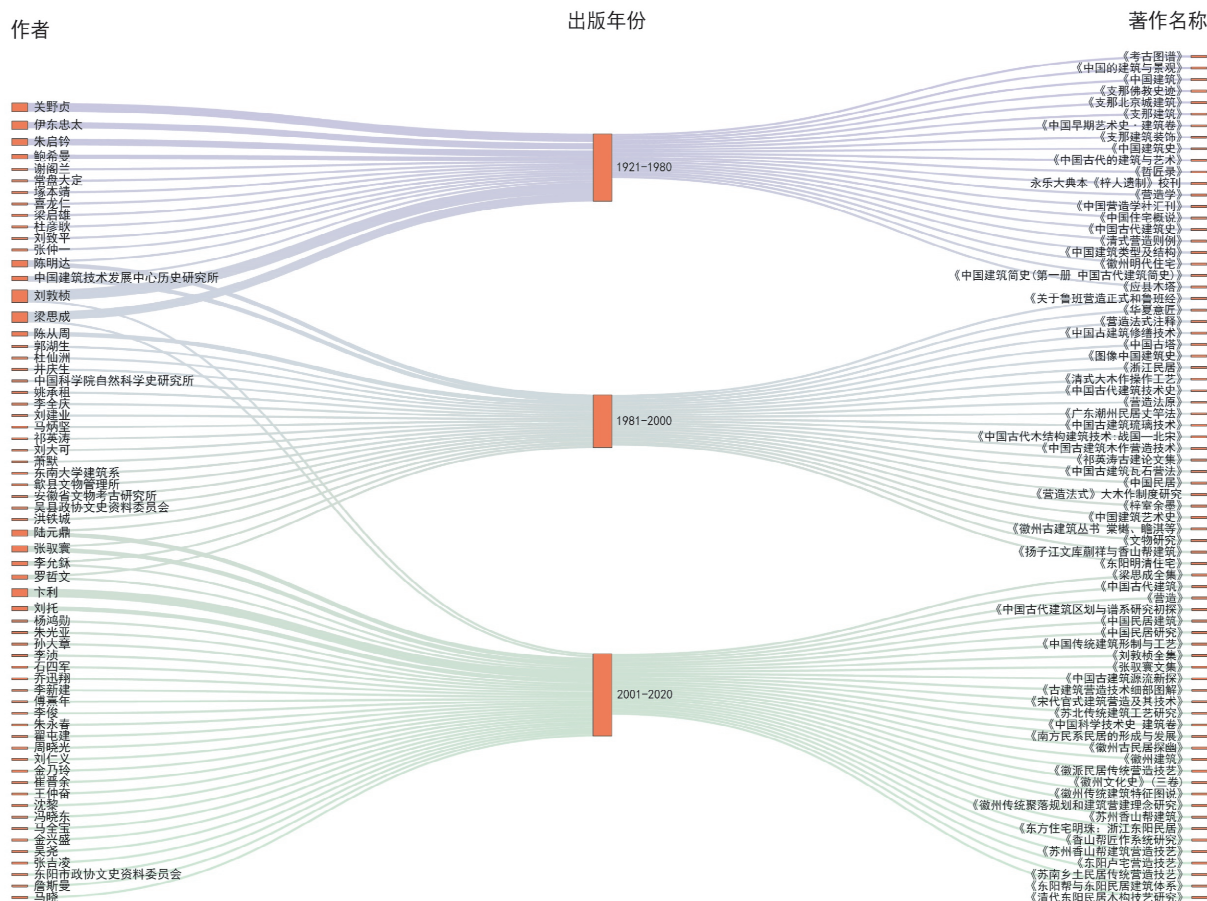 作者
出版年份
著作名称
关野贞
伊东忠太
朱启钤
鲍希曼
谢阁兰
常盘大定
塚本靖
喜龙仁
梁启雄
杜彦耿
刘致平
张仲一
陈明达
中国建筑技术发展中心历史研究所
刘敦桢
梁思成
陈从周
郭湖生
杜仙洲
井庆生
中国科学院自然科学史研究所
姚承祖
李全庆
刘建业
马炳坚
祁英涛
刘大可
萧默
东南大学建筑系
歙县文物管理所
安徽省文物考古研究所
吴县政协文史资料委员会
洪铁城
陆元鼎
张驭寰
李允鉌
罗哲文
卞利
刘托
杨鸿勋
朱光亚
孙大章
李浈
石四军
乔迅翔
李新建
傅熹年
李俊
朱永春
翟屯建
周晓光
刘仁义
金乃玲
崔晋余
王仲奋
沈黎
冯晓东
马全宝
金兴盛
吴尧
张吉凌
东阳市政协文史资料委员会
詹斯曼
马晓
1921-1980
1981-2000
2001-2020
《考古图谱》
《中国的建筑与景观》
《中国建筑》
《支那佛教史迹》
《支那北京城建筑》
《支那建筑》
《中国早期艺术史·建筑卷》
《支那建筑装饰》
《中国建筑史》
《中国古代的建筑与艺术》
《哲匠录》
永乐大典本《梓人遗制》校刊
《营造学》
《中国营造学社汇刊》
《中国住宅概说》
《中国古代建筑史》
《清式营造则例》
《中国建筑类型及结构》
《徽州明代住宅》
《中国建筑简史(第一册 中国古代建筑简史)》
《应县木塔》
《关于鲁班营造正式和鲁班经》
《华夏意匠》
《营造法式注释》
《中国古建筑修缮技术》
《中国古塔》
《图像中国建筑史》
《浙江民居》
《清式大木作操作工艺》
《中国古代建筑技术史》
《营造法原》
《广东潮州民居丈竿法》
《中国古建筑琉璃技术》
《中国古代木结构建筑技术:战国—北宋》
《中国古建筑木作营造技术》
《祁英涛古建论文集》
《中国古建筑瓦石营法》
《中国民居》
《营造法式》大木作制度研究
《梓室余墨》
《中国建筑艺术史》
《徽州古建筑丛书 棠樾、瞻淇等》
《文物研究》
《扬子江文库蒯祥与香山帮建筑》
《东阳明清住宅》
《梁思成全集》
《中国古代建筑》
《营造》
《中国古代建筑区划与谱系研究初探》
《中国民居建筑》
《中国民居研究》
《中国传统建筑形制与工艺》
《刘敦桢全集》
《张驭寰文集》
《中国古建筑源流新探》
《古建筑营造技术细部图解》
《宋代官式建筑营造及其技术》
《苏北传统建筑工艺研究》
《中国科学技术史 建筑卷》
《南方民系民居的形成与发展》
《徽州古民居探幽》
《徽州建筑》
《徽派民居传统营造技艺》
《徽州文化史》(三卷)
《徽州传统建筑特征图说》
《徽州传统聚落规划和建筑营建理念研究》
《苏州香山帮建筑》
《东方住宅明珠：浙江东阳民居》
《香山帮匠作系统研究》
《苏州香山帮建筑营造技艺》
《东阳卢宅营造技艺》
《苏南乡土民居传统营造技艺》
《东阳帮与东阳民居建筑体系》
《清代东阳民居木构技艺研究》